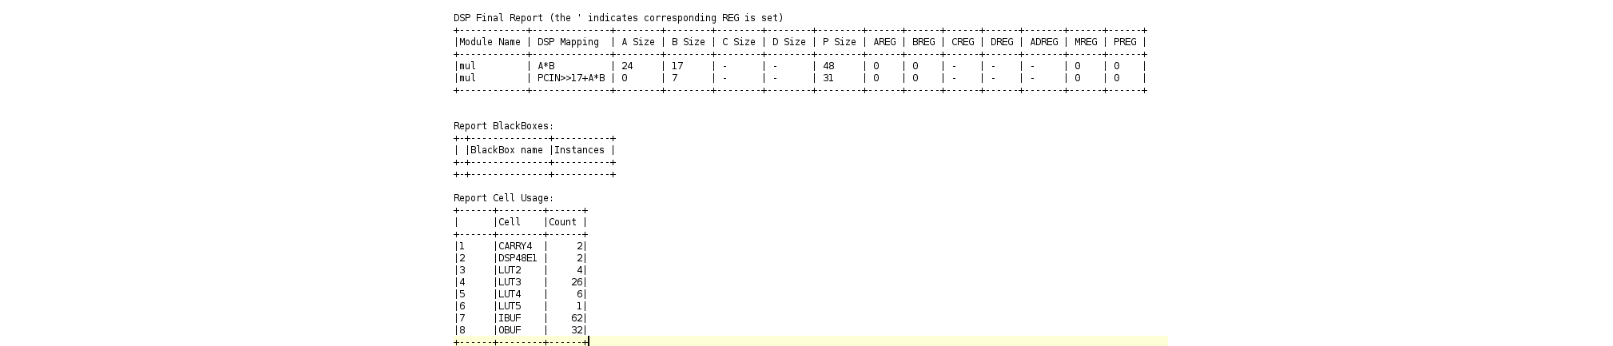 DSP Final Report (the ' indicates corresponding REG is set)
+------------+-------------+--------+--------+--------+--------+--------+------+------+------+------+-------+------+------+
|Module Name | DSP Mapping  | A Size | B Size | C Size | D Size | P Size | AREG | BREG | CREG | DREG | ADREG | MREG | PREG |
+------------+-------------+--------+--------+--------+--------+--------+------+------+------+------+-------+------+------+
|mul         | A*B          | 24     | 17     | -      | -      | 48     | 0    | 0    | -    | -    | -     | 0    | 0    |
|mul         | PCIN>>17+A*B | 0      | 7      | -      | -      | 31     | 0    | 0    | -    | -    | -     | 0    | 0    |
+------------+-------------+--------+--------+--------+--------+--------+------+------+------+------+-------+------+------+
Report BlackBoxes:
+-+--------------+----------+
| |BlackBox name |Instances |
+-+--------------+----------+
+-+--------------+----------+
Report Cell Usage:
+------+--------+------+
|      |Cell    |Count |
+------+--------+------+
|1     |CARRY4  |     2|
|2     |DSP48E1 |     2|
|3     |LUT2    |     4|
|4     |LUT3    |    26|
|5     |LUT4    |     6|
|6     |LUT5    |     1|
|7     |IBUF    |    62|
|8     |OBUF    |    32|
+------+--------+------+